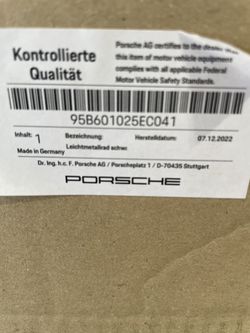 Kontrollierte
Qualität
Porsche AG certifies to the dealer that
this item of motor vehicle equipment
complies with all applicable Federal
Motor Vehicle Safety Standards.
95B601025EC041
Inhalt: 1 Bezeichnung: Herstelldatum: 07.12.2022
Made in Germany Leichtmetallrad schwz
Dr. Ing. h.c. F. Porsche AG / Porscheplatz 1 / D-70435 Stuttgart
PORSCHE